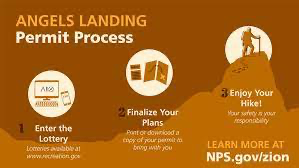 ANGELS LANDING
Permit Process
1 Enter the
Lottery
Lotteries available at
www.recreation.gov
2 Finalize Your
Plans
Print or download a
copy of your permit to
bring with you
3 Enjoy Your
Hike!
Your safety is your
responsibility
LEARN MORE AT
NPS.gov/zion